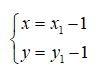 x = x₁ − 1
y = y₁ − 1